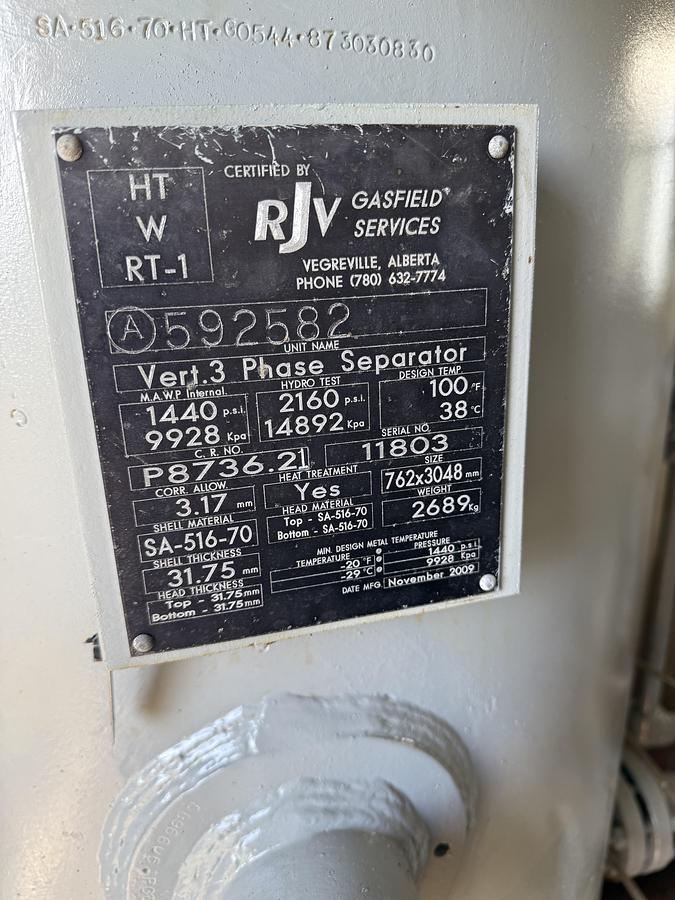 SA·516·70·HT·G0544·873030830
HT
W
RT-1
CERTIFIED BY
RJV GASFIELD SERVICES
VEGREVILLE, ALBERTA
PHONE (780) 632-7774
A 592582
UNIT NAME
Vert.3 Phase Separator
M.A.W.P Internal.
1440 p.s.i.
9928 Kpa
HYDRO TEST
2160 p.s.i.
14892 Kpa
DESIGN TEMP.
100 °F
38 °C
C. R. NO.
P8736.21
SERIAL NO.
11803
CORR. ALLOW.
3.17 mm
HEAT TREATMENT
Yes
SIZE
762x3048 mm
SHELL MATERIAL
SA-516-70
HEAD MATERIAL
Top - SA-516-70
Bottom - SA-516-70
WEIGHT
2689 Kg
SHELL THICKNESS
31.75 mm
MIN. DESIGN METAL TEMPERATURE
TEMPERATURE PRESSURE
-20 °F @ 1440 p.s.i.
-29 °C @ 9928 Kpa
HEAD THICKNESS
Top - 31.75mm
Bottom - 31.75mm
DATE MFG. November 2009